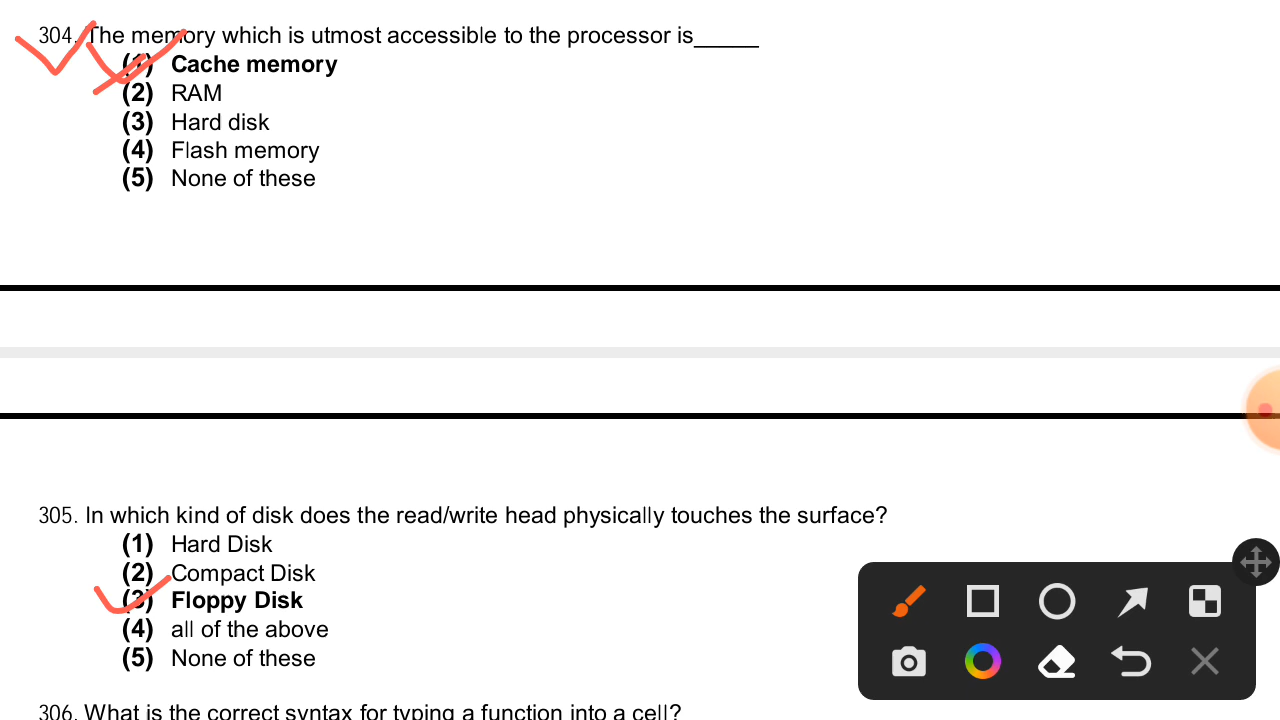 304. The memory which is utmost accessible to the processor is_____
(1) Cache memory
(2) RAM
(3) Hard disk
(4) Flash memory
(5) None of these
305. In which kind of disk does the read/write head physically touches the surface?
(1) Hard Disk
(2) Compact Disk
(3) Floppy Disk
(4) all of the above
(5) None of these
306. What is the correct syntax for typing a function into a cell?